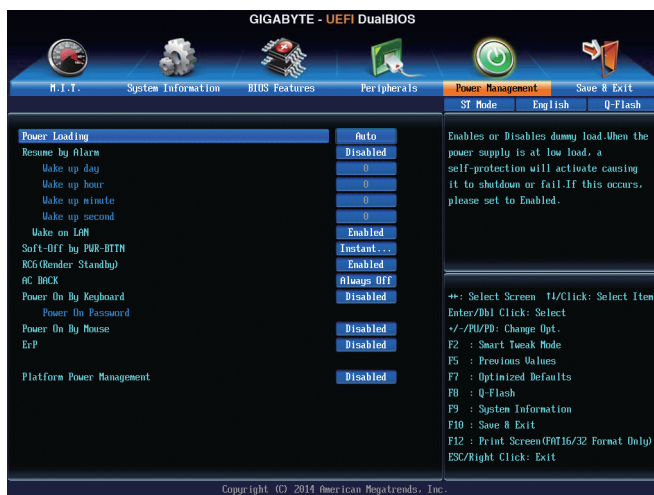 GIGABYTE - UEFI DualBIOS
M.I.T. System Information BIOS Features Peripherals Power Management Save & Exit
ST Mode English Q-Flash
Power Loading Auto
Resume by Alarm Disabled
Wake up day 0
Wake up hour 0
Wake up minute 0
Wake up second 0
Wake on LAN Enabled
Soft-Off by PWR-BTTN Instant...
RC6(Render Standby) Enabled
AC BACK Always Off
Power On By Keyboard Disabled
Power On Password
Power On By Mouse Disabled
ErP Disabled
Platform Power Management Disabled
Enables or Disables dummy load.When the
power supply is at low load, a
self-protection will activate causing
it to shutdown or fail.If this occurs,
please set to Enabled.
→←: Select Screen ↑↓/Click: Select Item
Enter/Dbl Click: Select
+/-/PU/PD: Change Opt.
F2 : Smart Tweak Mode
F5 : Previous Values
F7 : Optimized Defaults
F8 : Q-Flash
F9 : System Information
F10 : Save & Exit
F12 : Print Screen(FAT16/32 Format Only)
ESC/Right Click: Exit
Copyright (C) 2014 American Megatrends, Inc.